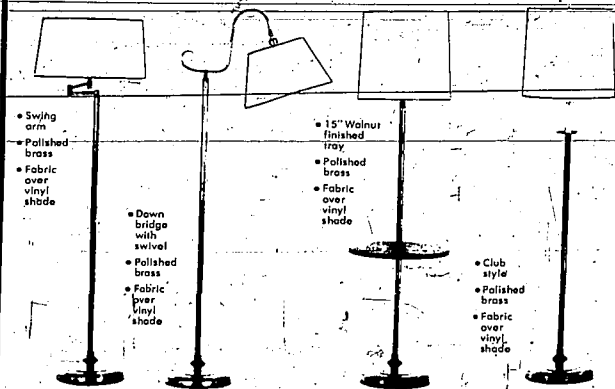 • Swing
arm
• Polished
brass
• Fabric
over
vinyl
shade
• Down
bridge
with
swivel
• Polished
brass
• Fabric
over
vinyl
shade
• 15" Walnut
finished
tray
• Polished
brass
• Fabric
over
vinyl
shade
• Club
style
• Polished
brass
• Fabric
over
vinyl
shade